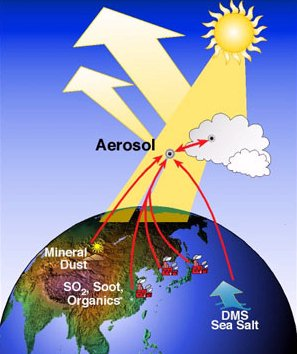 Aerosol
Mineral
Dust
SO₂, Soot,
Organics
DMS
Sea Salt